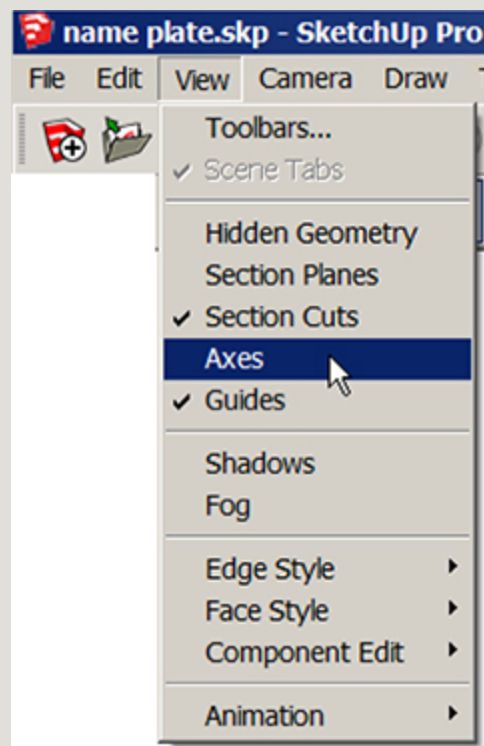 name plate.skp - SketchUp Pro
File Edit View Camera Draw
Toolbars...
Scene Tabs
Hidden Geometry
Section Planes
Section Cuts
Axes
Guides
Shadows
Fog
Edge Style
Face Style
Component Edit
Animation